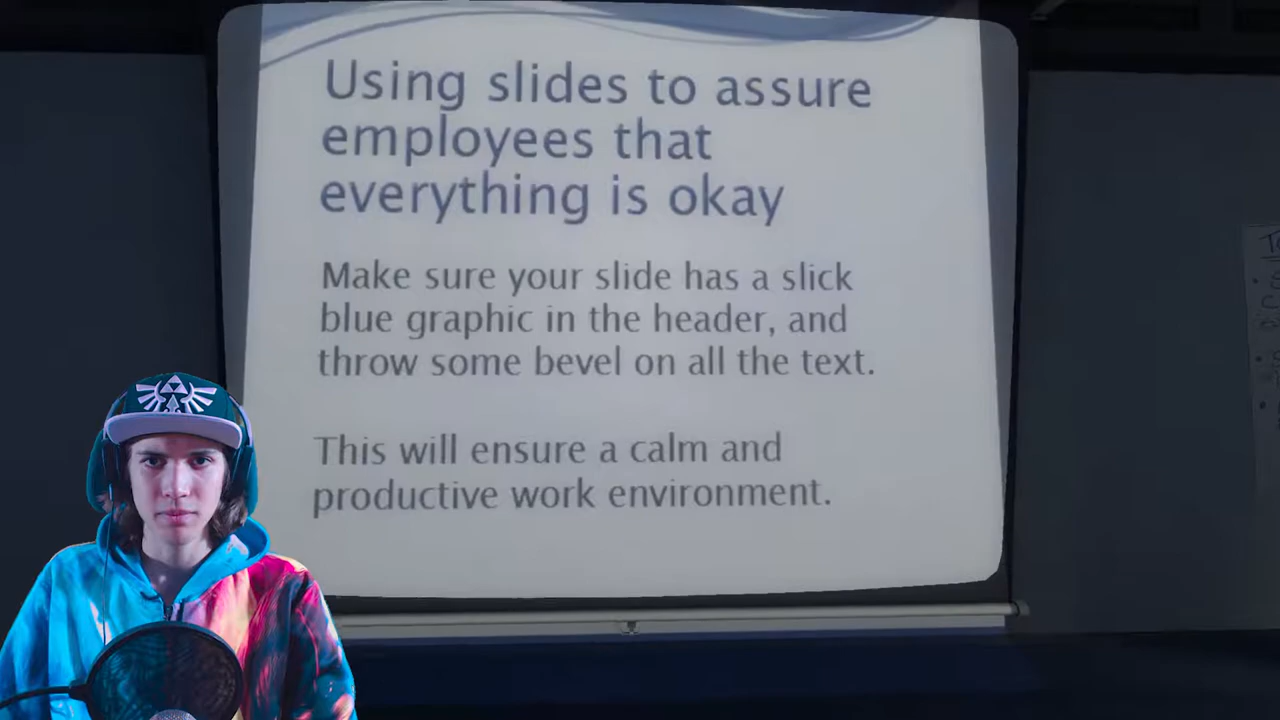 Using slides to assure
employees that
everything is okay
Make sure your slide has a slick
blue graphic in the header, and
throw some bevel on all the text.
This will ensure a calm and
productive work environment.